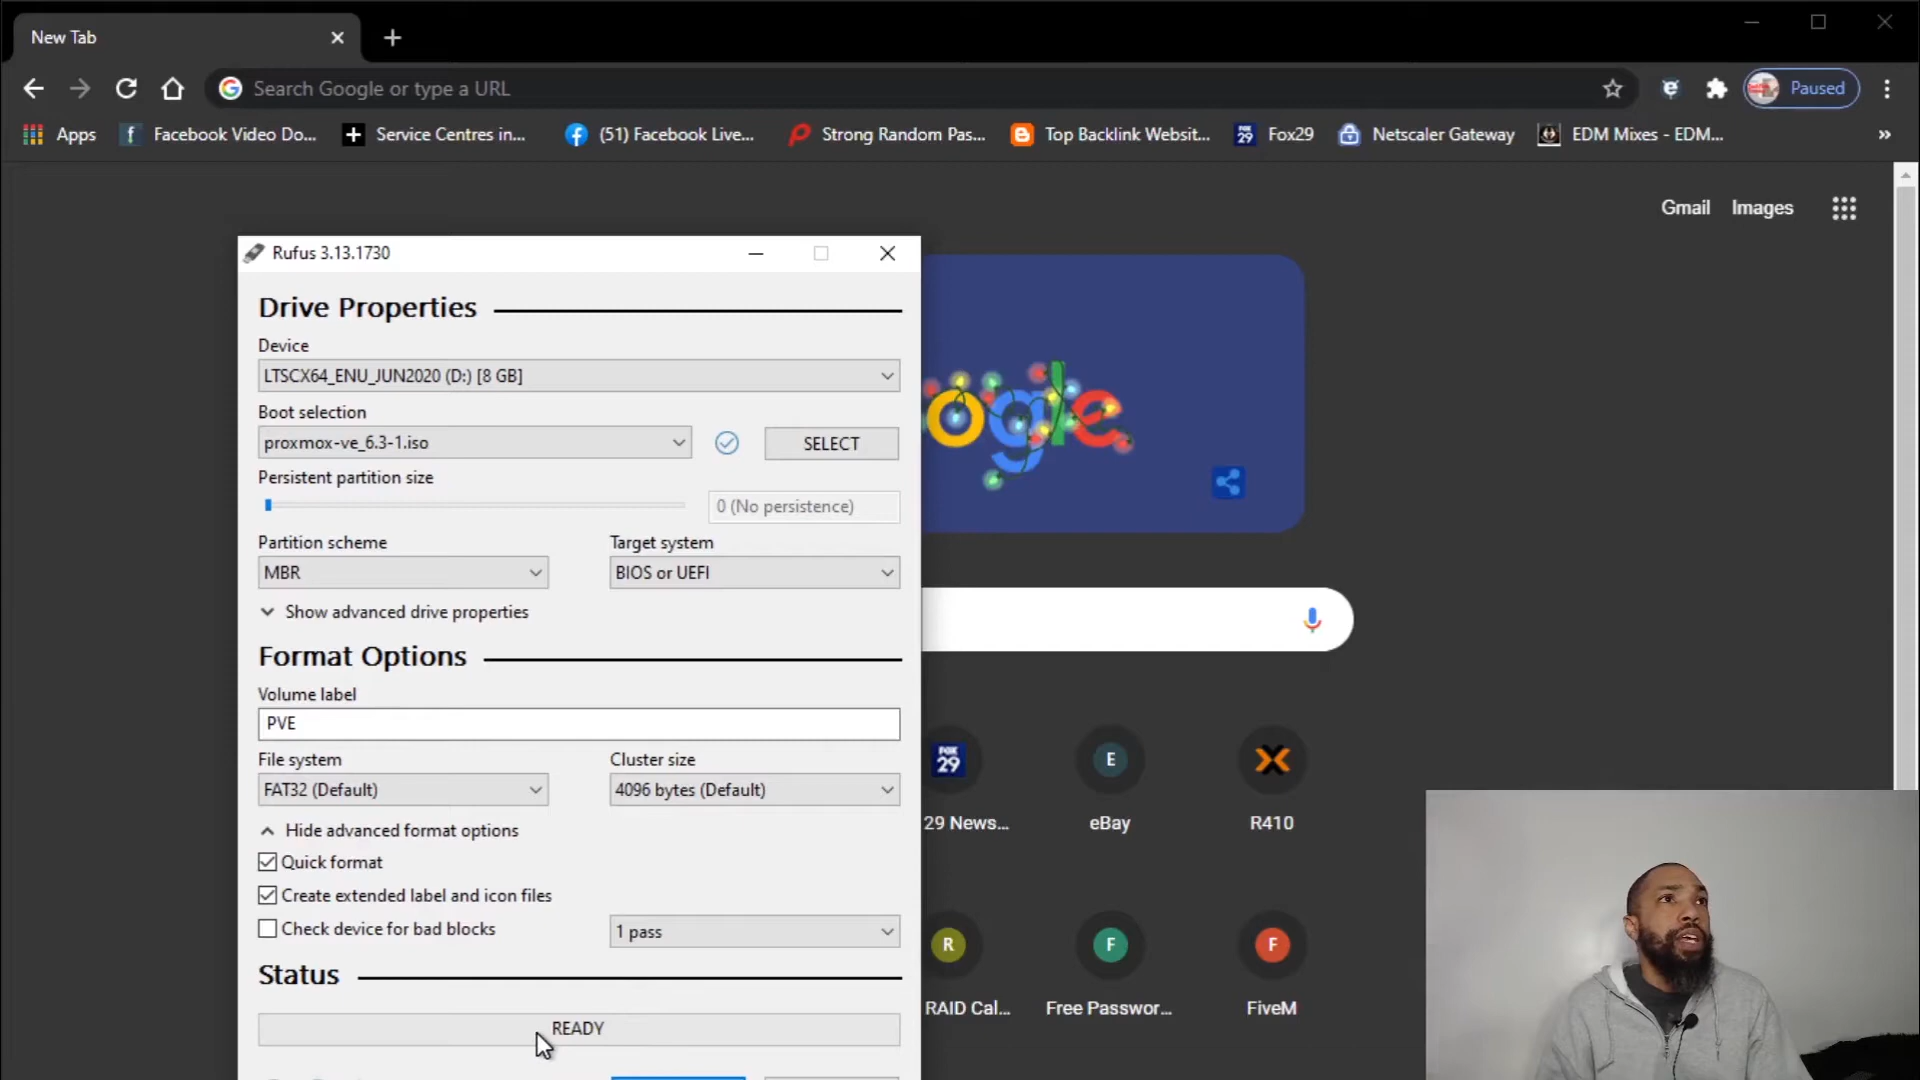 New Tab
Search Google or type a URL
Paused
Apps
f
Facebook Video Do...
Service Centres in...
(51) Facebook Live...
Strong Random Pas...
Top Backlink Websit...
FOX 29
Fox29
Netscaler Gateway
EDM Mixes - EDM...
»
Gmail
Images
Rufus 3.13.1730
Drive Properties
Device
LTSCX64_ENU_JUN2020 (D:) [8 GB]
Boot selection
proxmox-ve_6.3-1.iso
SELECT
Persistent partition size
0 (No persistence)
Partition scheme
Target system
MBR
BIOS or UEFI
Show advanced drive properties
Format Options
Volume label
PVE
File system
Cluster size
FAT32 (Default)
4096 bytes (Default)
Hide advanced format options
Quick format
Create extended label and icon files
Check device for bad blocks
1 pass
Status
READY
ogle
FOX 29
E
29 News...
eBay
R410
R
F
F
RAID Cal...
Free Passwor...
FiveM